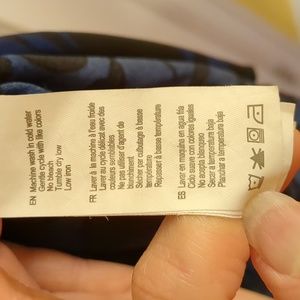 EN Machine wash in cold water
Gentle cycle with like colors
No bleach
Tumble dry low
Low iron
FR Laver à la machine à l'eau froide
Laver au cycle délicat avec des
couleurs semblables
Ne pas utiliser d'agent de
blanchiment
Sécher par culbutage à basse
température
Repasser à basse température
ES Lavar en maquina en agua fria
Ciclo suave con colores iguales
No acepta blanqueo
Secar a temperatura baja
Planchar a temperatura baja